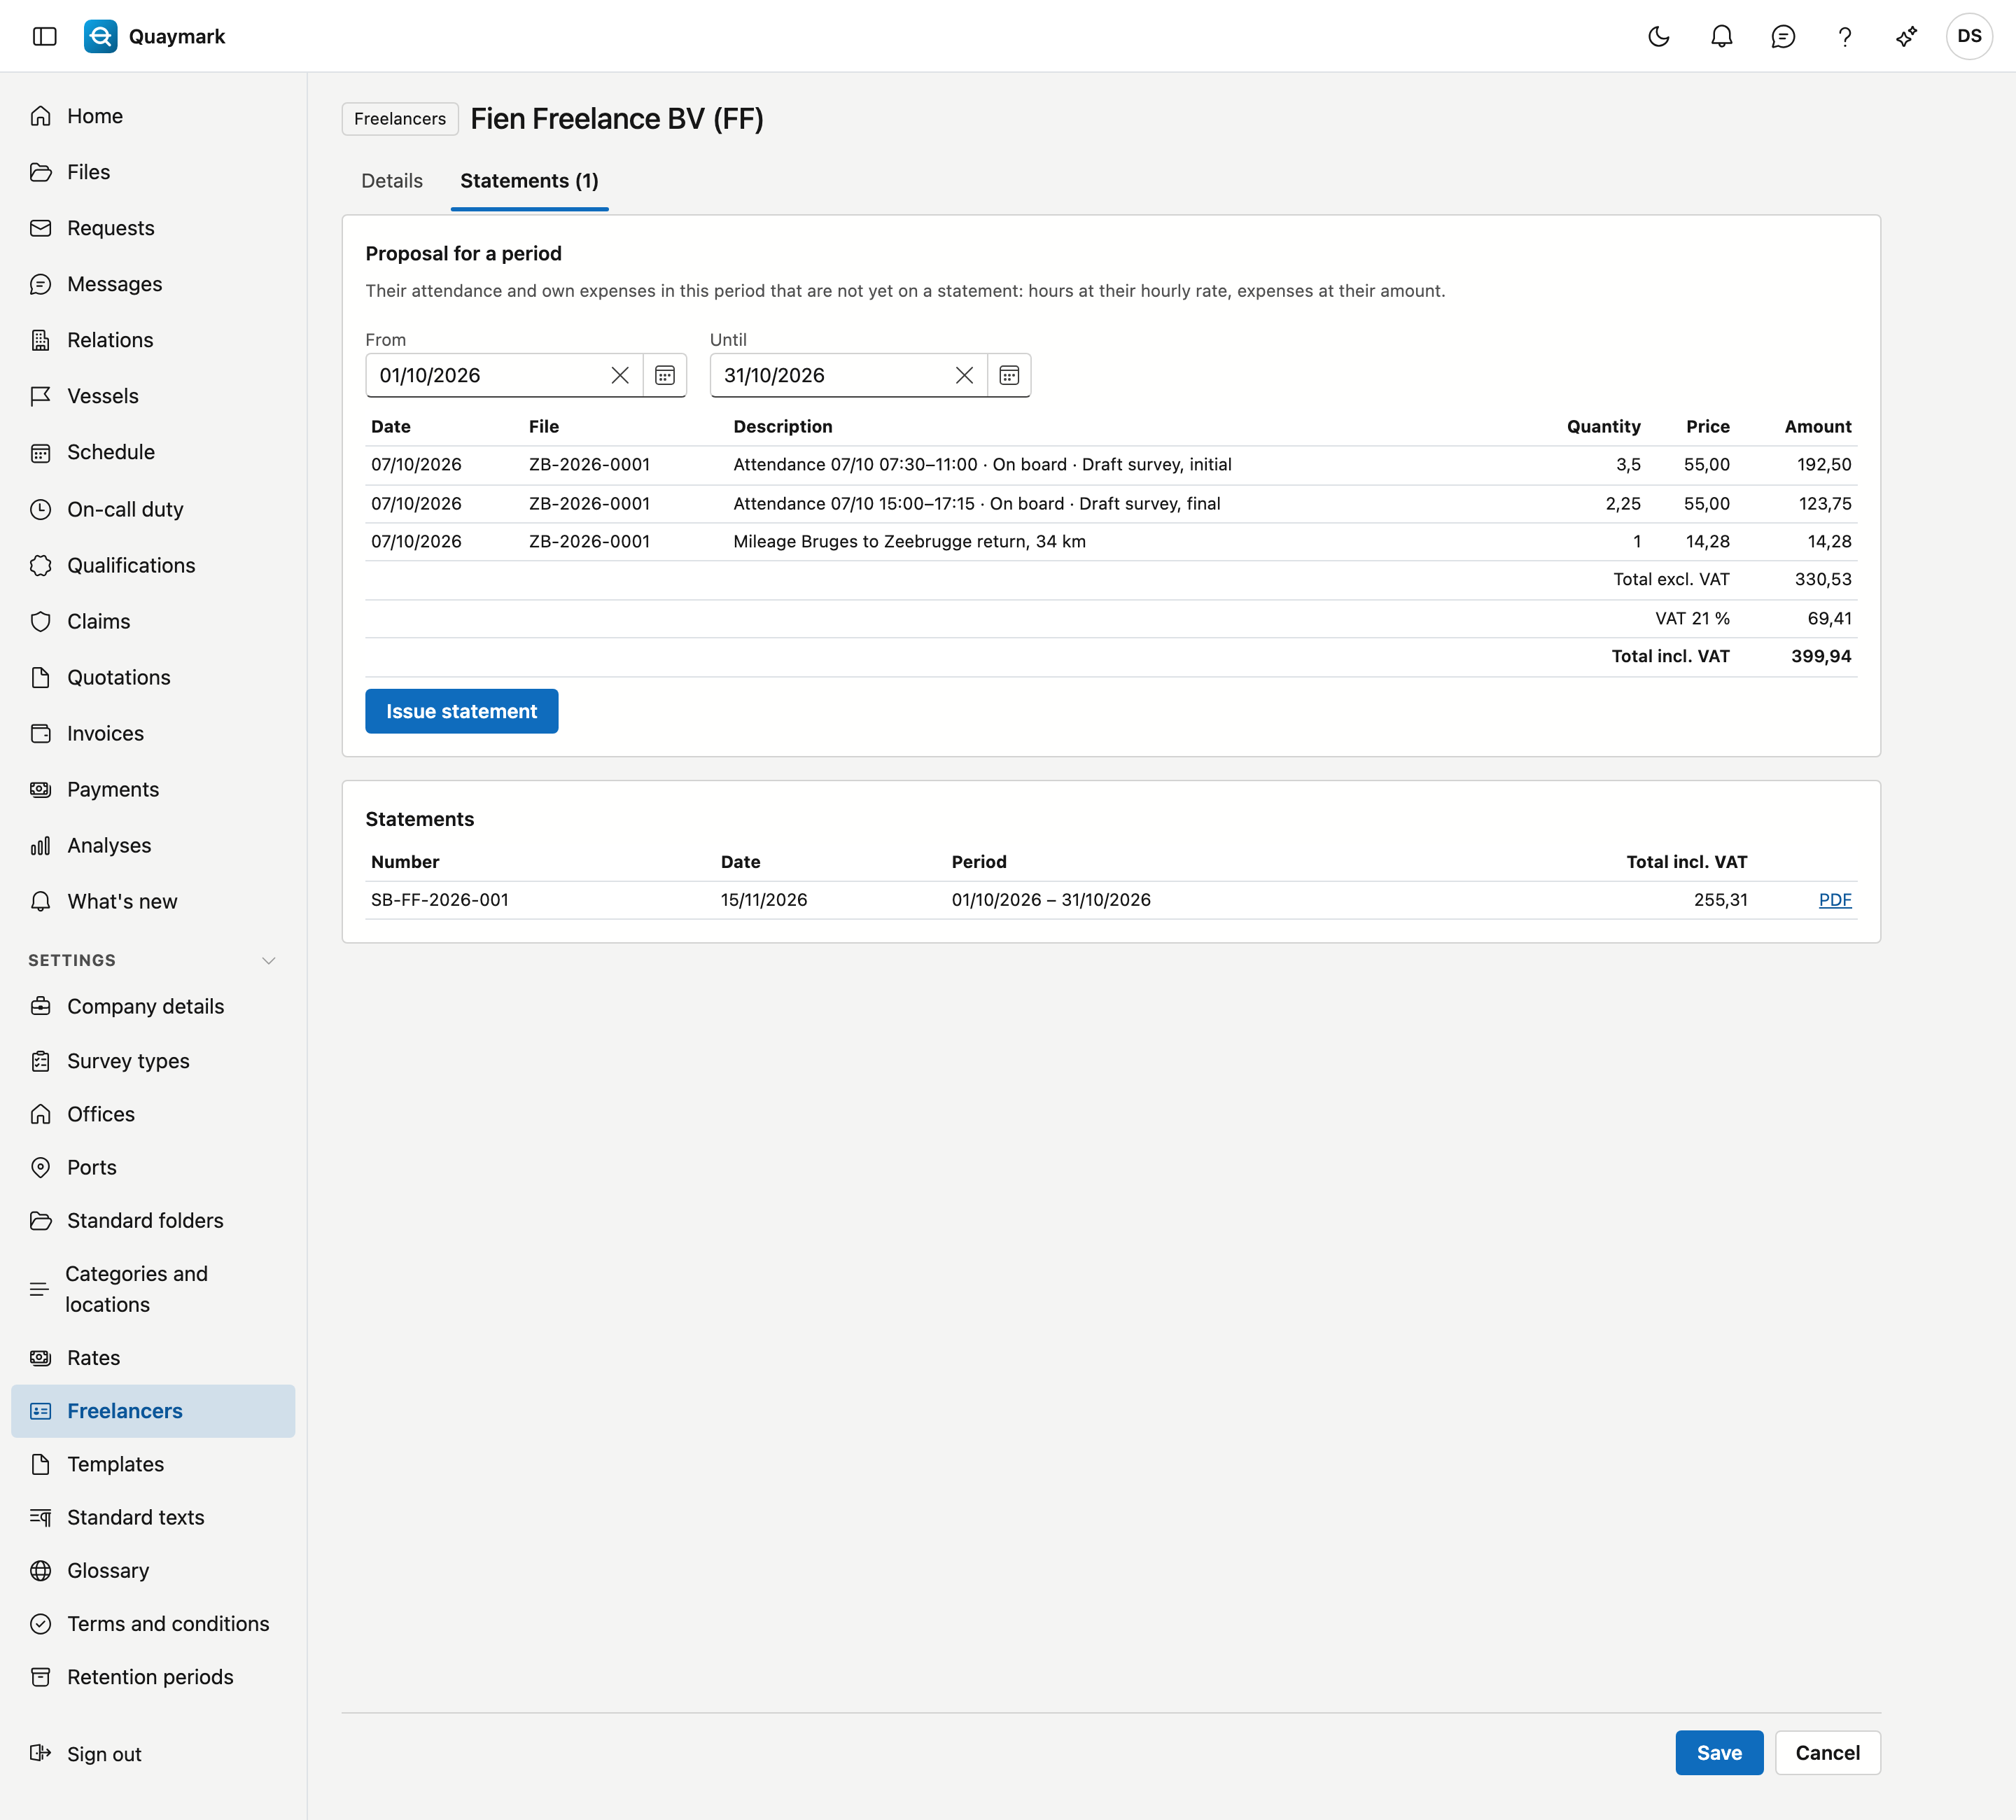 Quaymark
DS
Home
Files
Requests
Messages
Relations
Vessels
Schedule
On-call duty
Qualifications
Claims
Quotations
Invoices
Payments
Analyses
What's new
SETTINGS
Company details
Survey types
Offices
Ports
Standard folders
Categories and
locations
Rates
Freelancers
Templates
Standard texts
Glossary
Terms and conditions
Retention periods
Sign out
Freelancers Fien Freelance BV (FF)
Details Statements (1)
Proposal for a period
Their attendance and own expenses in this period that are not yet on a statement: hours at their hourly rate, expenses at their amount.
From Until
01/10/2026 31/10/2026
Date File Description Quantity Price Amount
07/10/2026 ZB-2026-0001 Attendance 07/10 07:30–11:00 · On board · Draft survey, initial 3,5 55,00 192,50
07/10/2026 ZB-2026-0001 Attendance 07/10 15:00–17:15 · On board · Draft survey, final 2,25 55,00 123,75
07/10/2026 ZB-2026-0001 Mileage Bruges to Zeebrugge return, 34 km 1 14,28 14,28
Total excl. VAT 330,53
VAT 21 % 69,41
Total incl. VAT 399,94
Issue statement
Statements
Number Date Period Total incl. VAT
SB-FF-2026-001 15/11/2026 01/10/2026 – 31/10/2026 255,31 PDF
Save Cancel